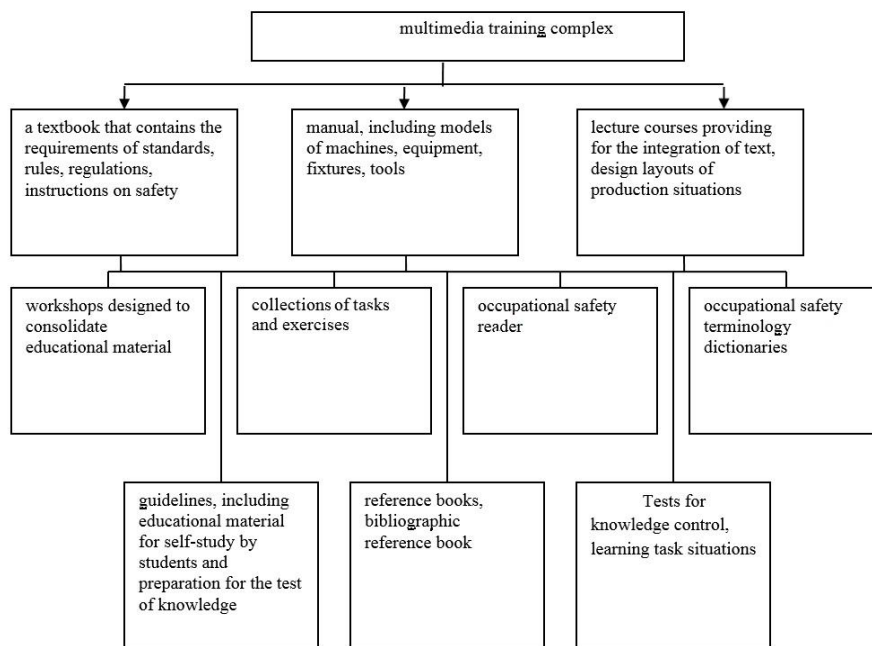 multimedia training complex
a textbook that contains the
requirements of standards,
rules, regulations,
instructions on safety
manual, including models
of machines, equipment,
fixtures, tools
lecture courses providing
for the integration of text,
design layouts of
production situations
workshops designed to
consolidate
educational material
collections of tasks
and exercises
occupational safety
reader
occupational safety
terminology
dictionaries
guidelines, including
educational material
for self-study by
students and
preparation for the test
of knowledge
reference books,
bibliographic
reference book
Tests for
knowledge control,
learning task situations